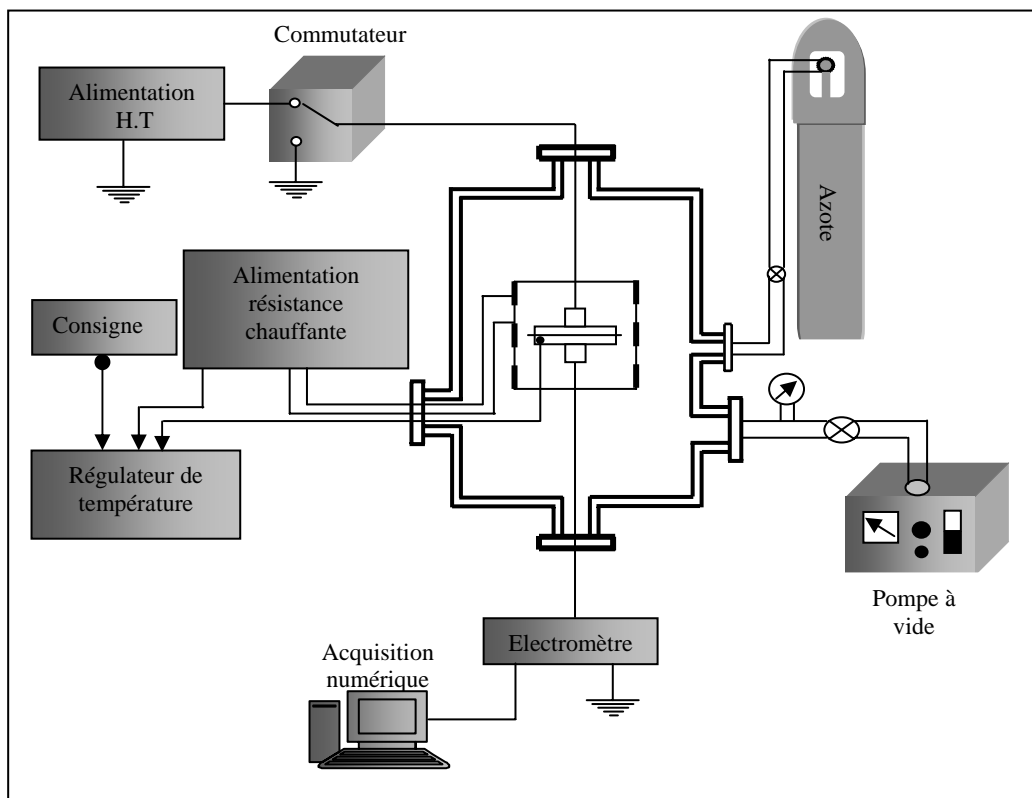 Commutateur
Alimentation
H.T
Azote
Alimentation
résistance
chauffante
Consigne
Régulateur de
température
Pompe à
vide
Electromètre
Acquisition
numérique